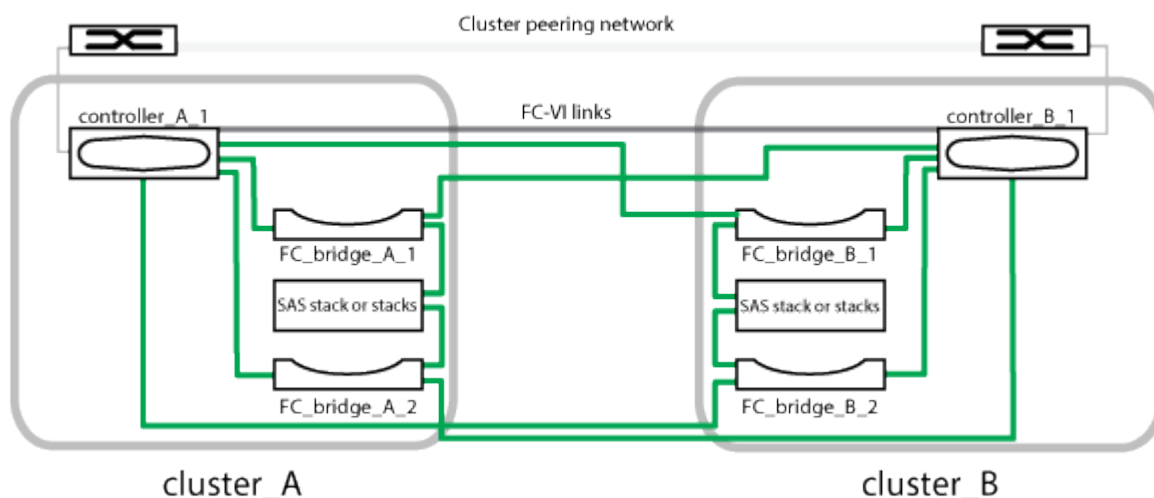 Cluster peering network
controller_A_1
FC-VI links
controller_B_1
FC_bridge_A_1
FC_bridge_B_1
SAS stack or stacks
SAS stack or stacks
FC_bridge_A_2
FC_bridge_B_2
cluster_A
cluster_B